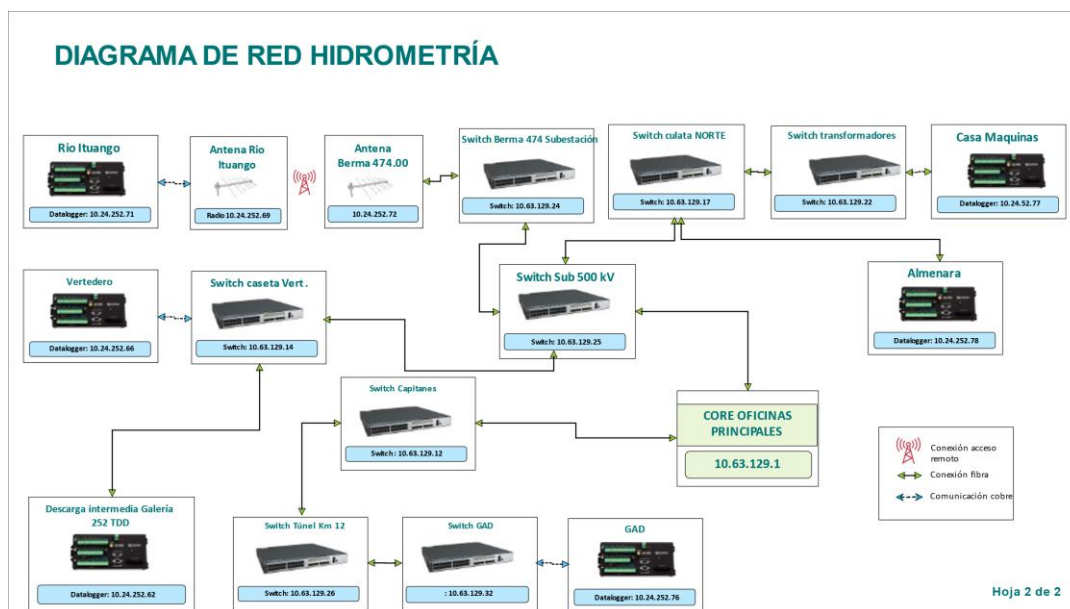 DIAGRAMA DE RED HIDROMETRÍA
Rio Ituango
Datalogger: 10.24.252.71
Antena Rio
Ituango
Radio 10.24.252.69
Antena
Berma 474.00
10.24.252.72
Switch Berma 474 Subestación
Switch: 10.63.129.24
Switch culata NORTE
Switch: 10.63.129.17
Switch transformadores
Switch: 10.63.129.22
Casa Maquinas
Datalogger: 10.24.52.77
Vertedero
Datalogger: 10.24.252.66
Switch caseta Vert .
Switch: 10.63.129.14
Switch Sub 500 kV
Switch: 10.63.129.25
Almenara
Datalogger: 10.24.252.78
Switch Capitanes
Switch : 10.63.129.12
CORE OFICINAS
PRINCIPALES
10.63.129.1
Conexión acceso
remoto
Conexión fibra
Comunicación cobre
Descarga intermedia Galería
252 TDD
Datalogger: 10.24.252.62
Switch Túnel Km 12
Switch: 10.63.129.26
Switch GAD
: 10.63.129.32
GAD
Datalogger: 10.24.252.76
Hoja 2 de 2